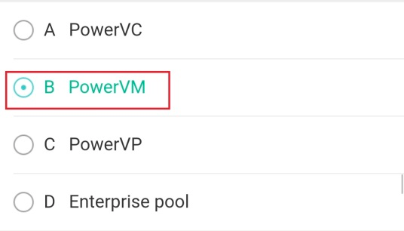 A PowerVC
B PowerVM
C PowerVP
D Enterprise pool